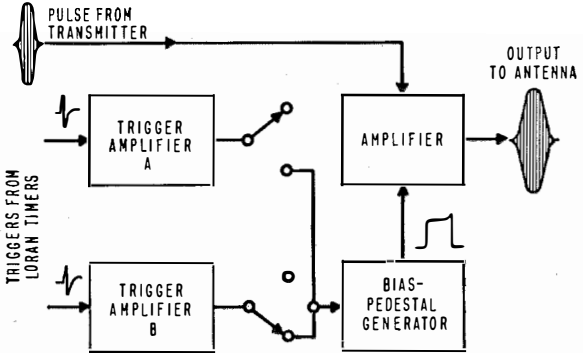 PULSE FROM
TRANSMITTER
OUTPUT
TO ANTENNA
TRIGGER
AMPLIFIER
A
AMPLIFIER
TRIGGERS FROM
LORAN TIMERS
TRIGGER
AMPLIFIER
B
BIAS-
PEDESTAL
GENERATOR